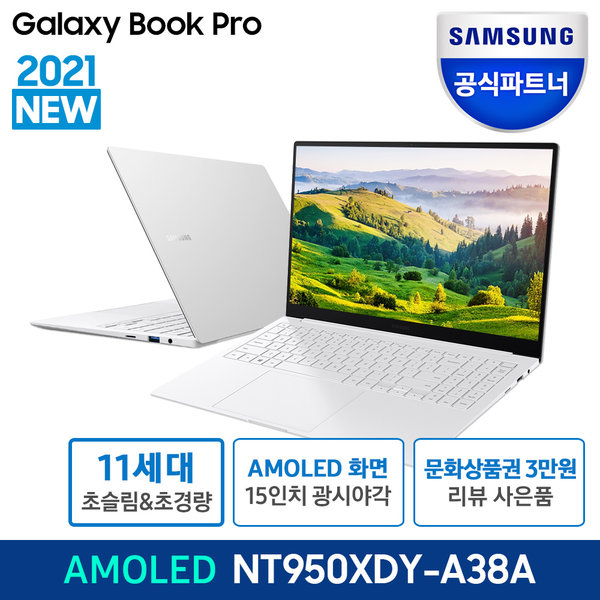 Galaxy Book Pro
2021
NEW
SAMSUNG
공식파트너
SAMSUNG
11세대
초슬림&초경량
AMOLED 화면
15인치 광시야각
문화상품권 3만원
리뷰 사은품
AMOLED NT950XDY-A38A